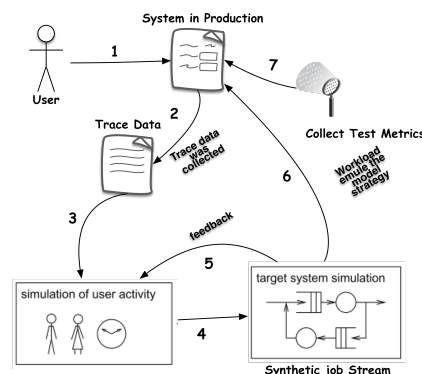 System in Production
1
7
User
2
Trace Data
Trace data
was
collected
Collect Test Metrics
Workload
emule the
model
strategy
6
3
feedback
5
simulation of user activity
target system simulation
4
Synthetic job Stream